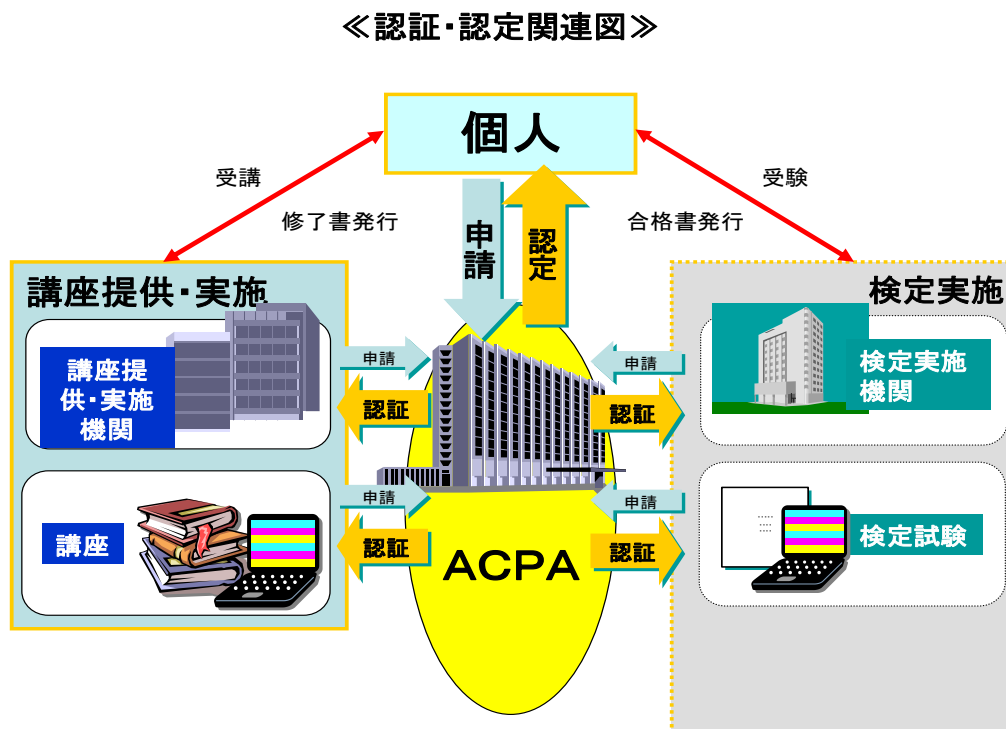 ≪認証・認定関連図≫
個人
受講
受験
修了書発行
合格書発行
申請
認定
講座提供・実施
検定実施
講座提
供・実施
機関
申請
認証
申請
認証
検定実施
機関
講座
申請
認証
申請
認証
検定試験
ACPA